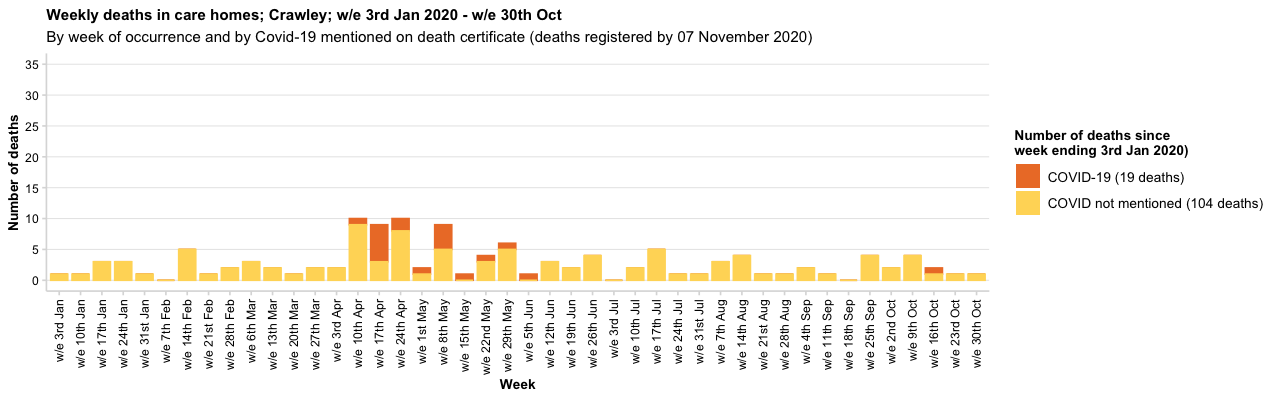 Weekly deaths in care homes; Crawley; w/e 3rd Jan 2020 - w/e 30th Oct
By week of occurrence and by Covid-19 mentioned on death certificate (deaths registered by 07 November 2020)
Number of deaths
35
30
25
20
15
10
5
0
w/e 3rd Jan
w/e 10th Jan
w/e 17th Jan
w/e 24th Jan
w/e 31st Jan
w/e 7th Feb
w/e 14th Feb
w/e 21st Feb
w/e 28th Feb
w/e 6th Mar
w/e 13th Mar
w/e 20th Mar
w/e 27th Mar
w/e 3rd Apr
w/e 10th Apr
w/e 17th Apr
w/e 24th Apr
w/e 1st May
w/e 8th May
w/e 15th May
w/e 22nd May
w/e 29th May
w/e 5th Jun
w/e 12th Jun
w/e 19th Jun
w/e 26th Jun
w/e 3rd Jul
w/e 10th Jul
w/e 17th Jul
w/e 24th Jul
w/e 31st Jul
w/e 7th Aug
w/e 14th Aug
w/e 21st Aug
w/e 28th Aug
w/e 4th Sep
w/e 11th Sep
w/e 18th Sep
w/e 25th Sep
w/e 2nd Oct
w/e 9th Oct
w/e 16th Oct
w/e 23rd Oct
w/e 30th Oct
Week
Number of deaths since
week ending 3rd Jan 2020)
COVID-19 (19 deaths)
COVID not mentioned (104 deaths)